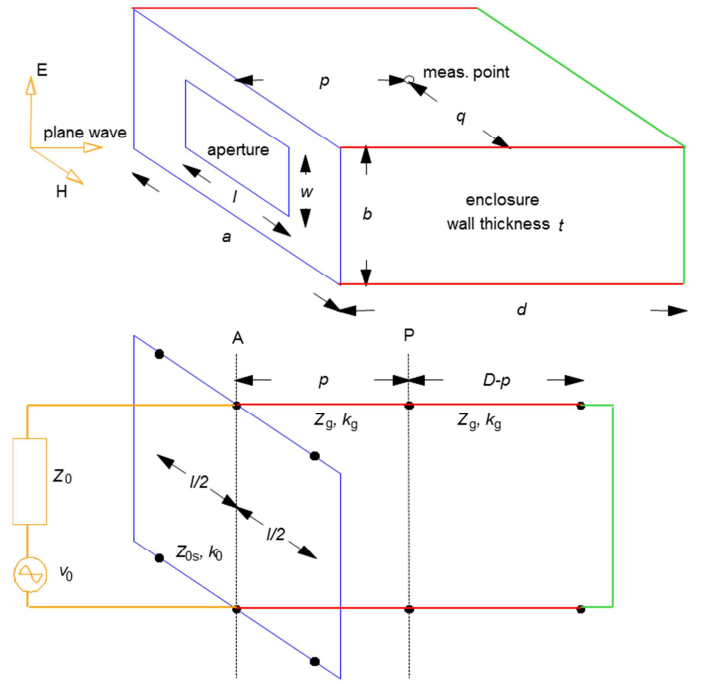 E
plane wave
H
p
meas. point
q
aperture
l
w
a
b
enclosure
wall thickness t
d
A
P
p
D-p
Zg, kg
Zg, kg
Z0
l/2
l/2
Z0s, k0
v0